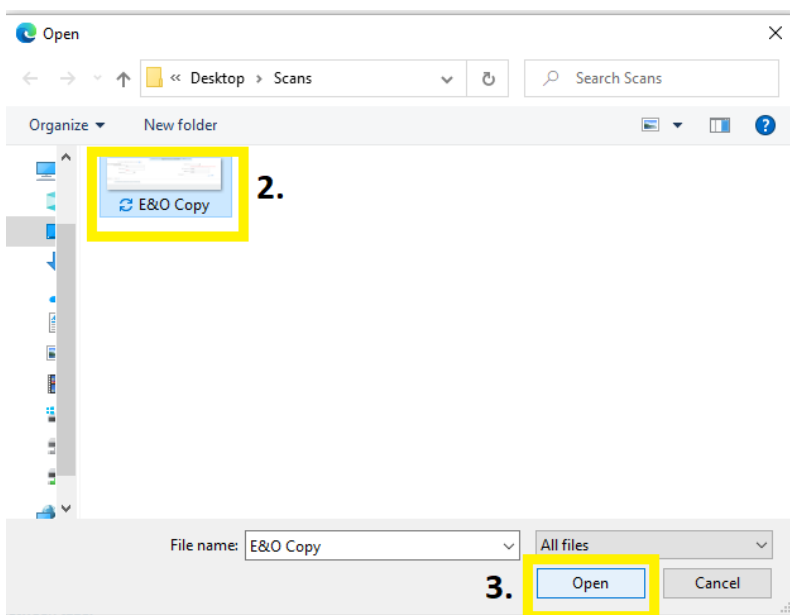 Open
« Desktop > Scans
Search Scans
Organize
New folder
2.
E&O Copy
File name: E&O Copy
All files
3.
Open
Cancel